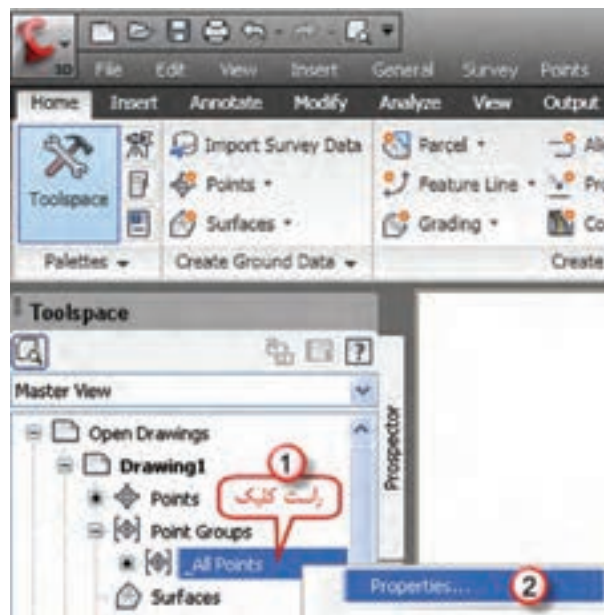 3D
File Edit View Insert General Survey Points
Home Insert Annotate Modify Analyze View Output
Toolspace
Import Survey Data
Points
Surfaces
Parcel
Feature Line
Grading
Palettes
Create Ground Data
Create
Toolspace
Master View
Prospector
Open Drawings
Drawing1
1
Points
راست کلیک
Point Groups
_All Points
Properties... 2
Surfaces